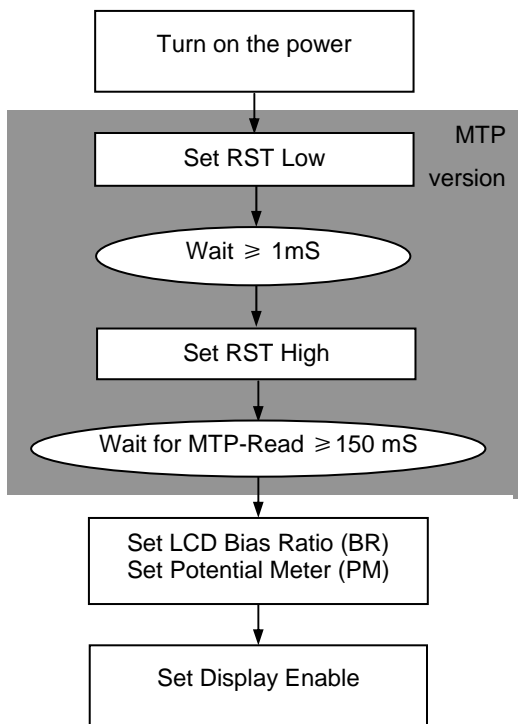 Turn on the power
MTP
version
Set RST Low
Wait ≥ 1mS
Set RST High
Wait for MTP-Read ≥150 mS
Set LCD Bias Ratio (BR)
Set Potential Meter (PM)
Set Display Enable